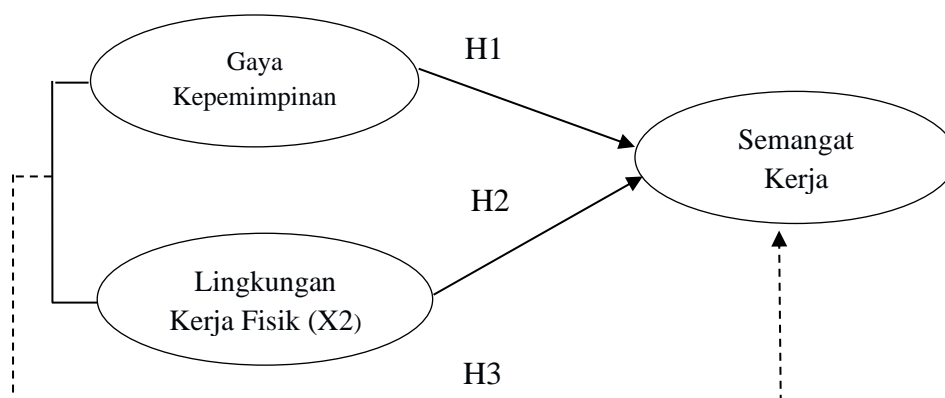 H1
Gaya
Kepemimpinan
Semangat
Kerja
H2
Lingkungan
Kerja Fisik (X2)
H3